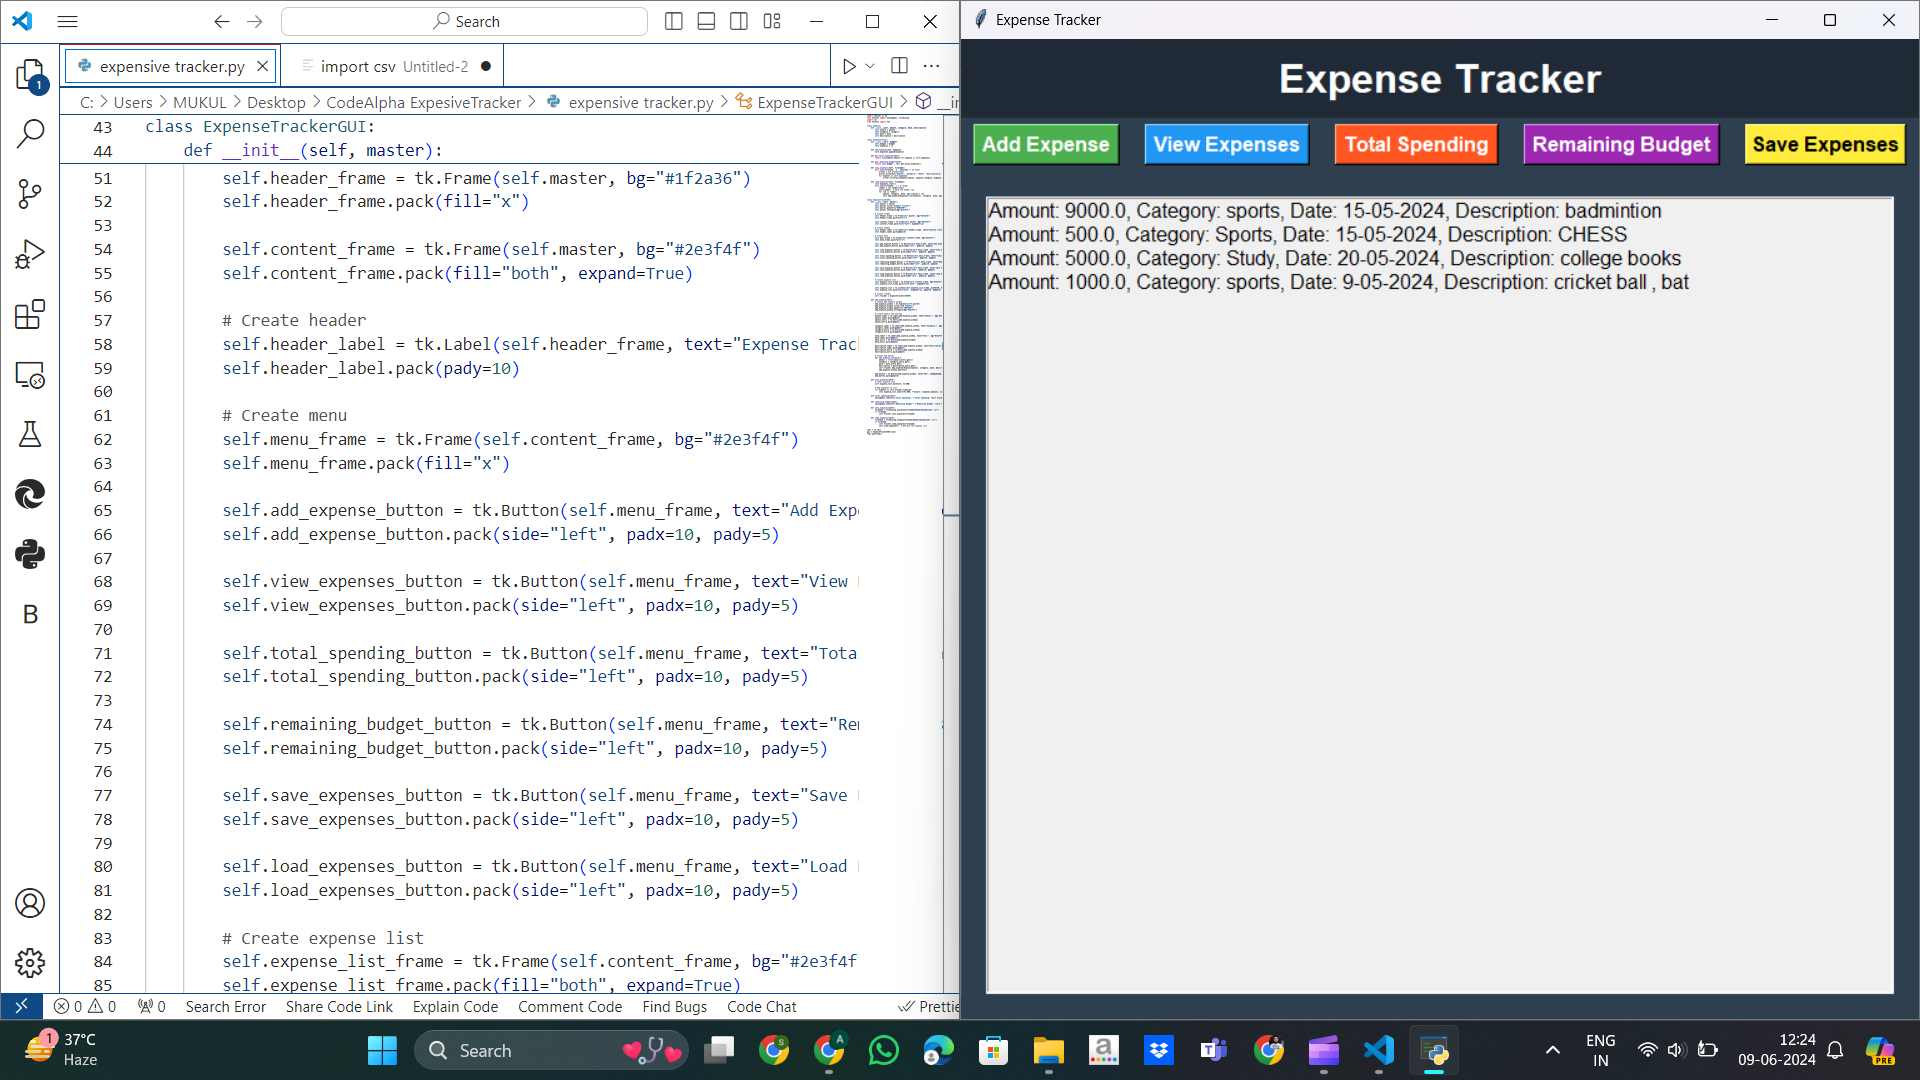 Search
expensive tracker.py
import csv Untitled-2
C: > Users > MUKUL > Desktop > CodeAlpha ExpesiveTracker > expensive tracker.py > ExpenseTrackerGUI >
43 class ExpenseTrackerGUI:
44 def __init__(self, master):
51 self.header_frame = tk.Frame(self.master, bg="#1f2a36")
52 self.header_frame.pack(fill="x")
53
54 self.content_frame = tk.Frame(self.master, bg="#2e3f4f")
55 self.content_frame.pack(fill="both", expand=True)
56
57 # Create header
58 self.header_label = tk.Label(self.header_frame, text="Expense Trac
59 self.header_label.pack(pady=10)
60
61 # Create menu
62 self.menu_frame = tk.Frame(self.content_frame, bg="#2e3f4f")
63 self.menu_frame.pack(fill="x")
64
65 self.add_expense_button = tk.Button(self.menu_frame, text="Add Exp
66 self.add_expense_button.pack(side="left", padx=10, pady=5)
67
68 self.view_expenses_button = tk.Button(self.menu_frame, text="View
69 self.view_expenses_button.pack(side="left", padx=10, pady=5)
70
71 self.total_spending_button = tk.Button(self.menu_frame, text="Tota
72 self.total_spending_button.pack(side="left", padx=10, pady=5)
73
74 self.remaining_budget_button = tk.Button(self.menu_frame, text="Re
75 self.remaining_budget_button.pack(side="left", padx=10, pady=5)
76
77 self.save_expenses_button = tk.Button(self.menu_frame, text="Save
78 self.save_expenses_button.pack(side="left", padx=10, pady=5)
79
80 self.load_expenses_button = tk.Button(self.menu_frame, text="Load
81 self.load_expenses_button.pack(side="left", padx=10, pady=5)
82
83 # Create expense list
84 self.expense_list_frame = tk.Frame(self.content_frame, bg="#2e3f4f
85 self.expense_list_frame.pack(fill="both", expand=True)
1
B
0 0 0 Search Error Share Code Link Explain Code Comment Code Find Bugs Code Chat Prettie
Expense Tracker
Expense Tracker
Add Expense
View Expenses
Total Spending
Remaining Budget
Save Expenses
Amount: 9000.0, Category: sports, Date: 15-05-2024, Description: badmintion
Amount: 500.0, Category: Sports, Date: 15-05-2024, Description: CHESS
Amount: 5000.0, Category: Study, Date: 20-05-2024, Description: college books
Amount: 1000.0, Category: sports, Date: 9-05-2024, Description: cricket ball , bat
1
37°C
Haze
Search
S
A
a
ENG
IN
12:24
09-06-2024
PRE